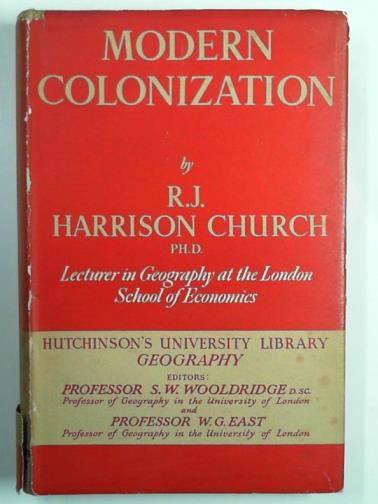 MODERN
COLONIZATION
by
R.J.
HARRISON CHURCH
PH.D.
Lecturer in Geography at the London
School of Economics
HUTCHINSON'S UNIVERSITY LIBRARY
GEOGRAPHY
EDITORS:
PROFESSOR S.W. WOOLDRIDGE D.SC.
Professor of Geography in the University of London
and
PROFESSOR W.G. EAST
Professor of Geography in the University of London